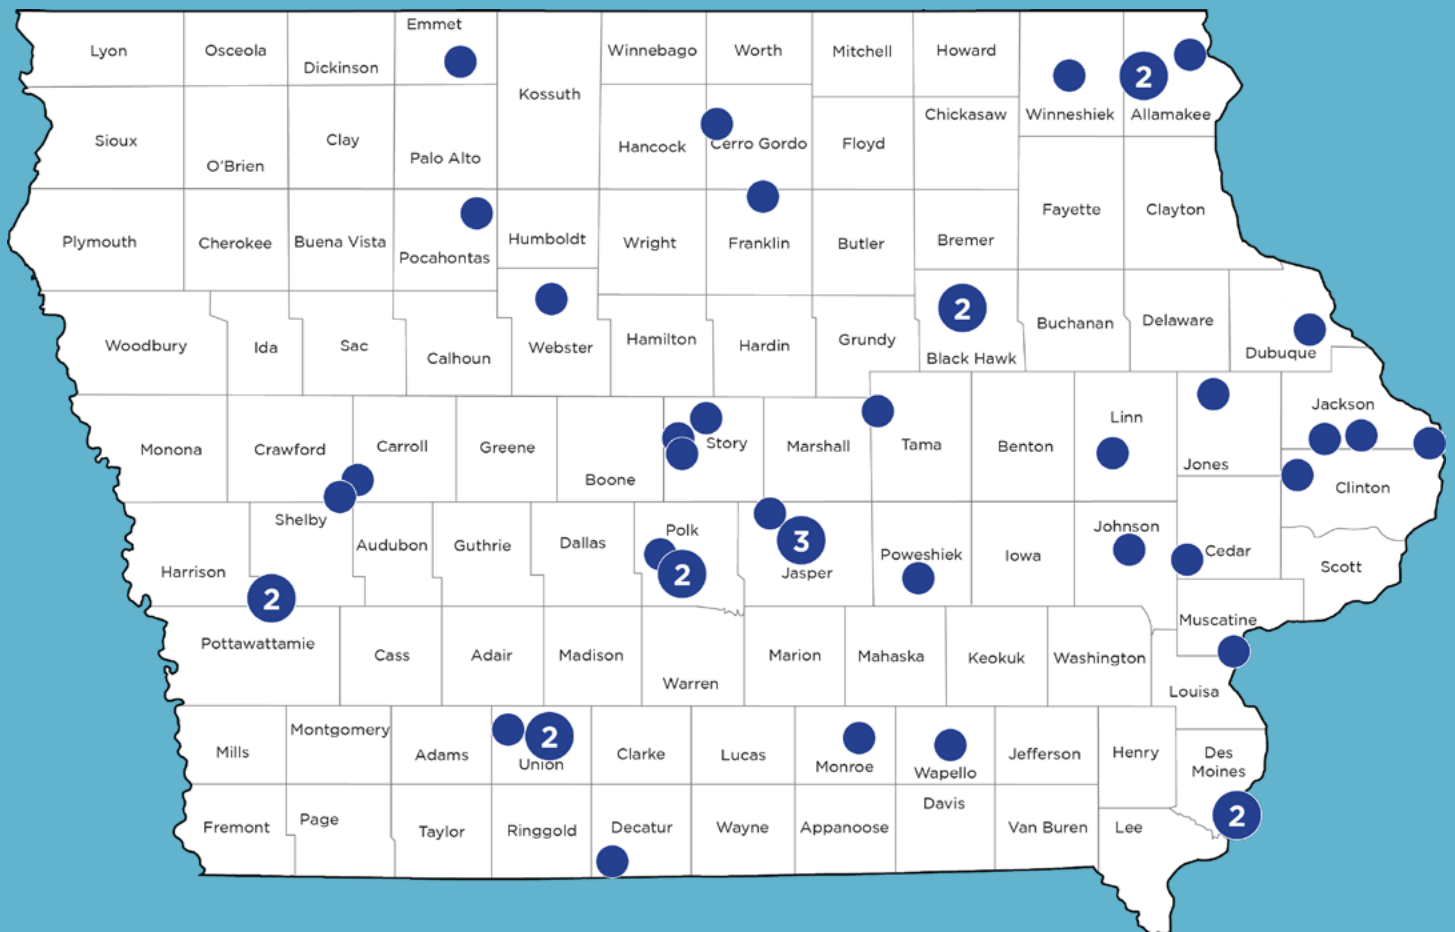 Emmet
Lyon
Osceola
Dickinson
Winnebago
Worth
Mitchell
Howard
Kossuth
2
Winneshiek
Allamakee
Sioux
O'Brien
Clay
Palo Alto
Hancock
Cerro Gordo
Floyd
Chickasaw
Plymouth
Cherokee
Buena Vista
Pocahontas
Humboldt
Wright
Franklin
Butler
Bremer
Fayette
Clayton
Woodbury
Ida
Sac
Calhoun
Webster
Hamilton
Hardin
Grundy
2
Black Hawk
Buchanan
Delaware
Dubuque
Monona
Crawford
Carroll
Greene
Boone
Story
Marshall
Tama
Benton
Linn
Jones
Jackson
Clinton
Harrison
Shelby
Audubon
Guthrie
Dallas
Polk
2
3
Jasper
Poweshiek
Iowa
Johnson
Cedar
Scott
2
Pottawattamie
Cass
Adair
Madison
Warren
Marion
Mahaska
Keokuk
Washington
Muscatine
Louisa
Mills
Montgomery
Adams
2
Union
Clarke
Lucas
Monroe
Wapello
Jefferson
Henry
Des
Moines
2
Fremont
Page
Taylor
Ringgold
Decatur
Wayne
Appanoose
Davis
Van Buren
Lee